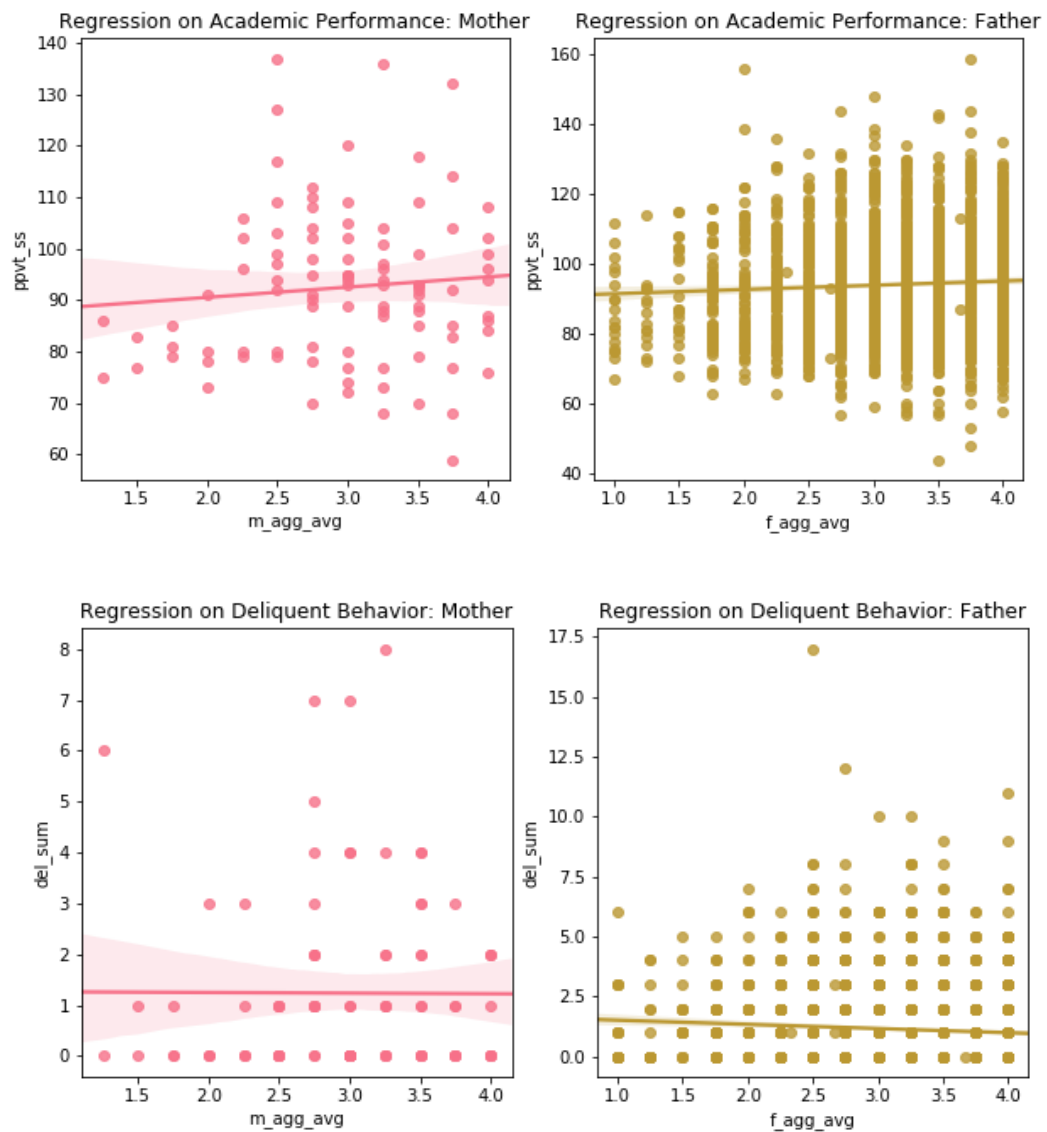 Regression on Academic Performance: Mother
140
130
120
110
100
90
80
70
60
ppvt_ss
1.5 2.0 2.5 3.0 3.5 4.0
m_agg_avg
Regression on Academic Performance: Father
160
140
120
100
80
60
40
ppvt_ss
1.0 1.5 2.0 2.5 3.0 3.5 4.0
f_agg_avg
Regression on Deliquent Behavior: Mother
8
7
6
5
4
3
2
1
0
del_sum
1.5 2.0 2.5 3.0 3.5 4.0
m_agg_avg
Regression on Deliquent Behavior: Father
17.5
15.0
12.5
10.0
7.5
5.0
2.5
0.0
del_sum
1.0 1.5 2.0 2.5 3.0 3.5 4.0
f_agg_avg